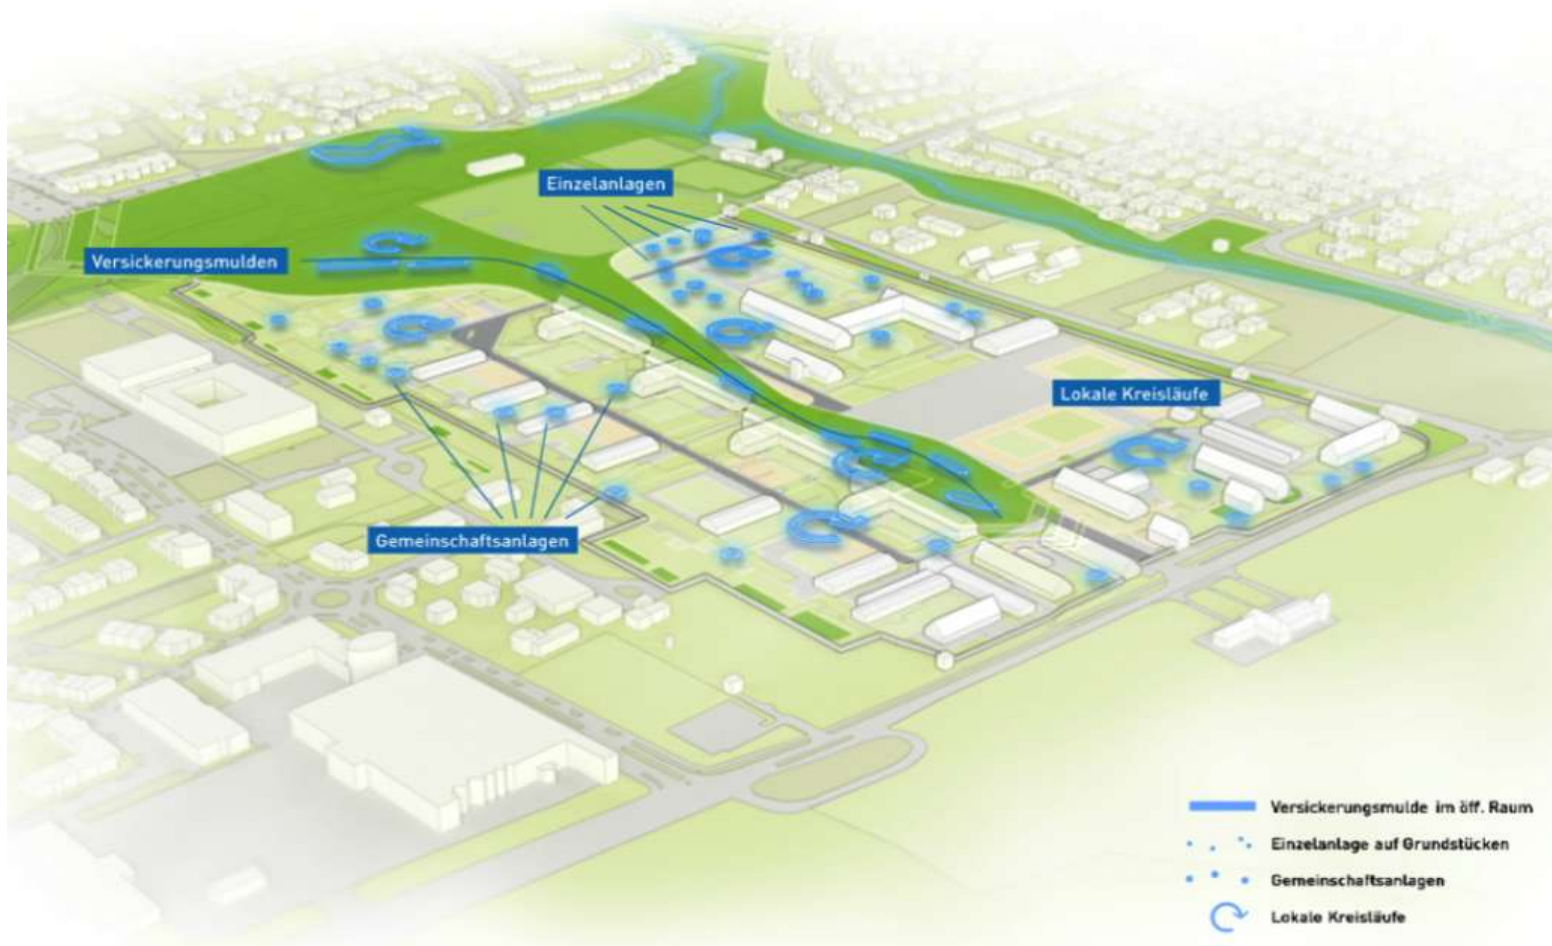 Einzelanlagen
Versickerungsmulden
Lokale Kreisläufe
Gemeinschaftsanlagen
Versickerungsmulde im öff. Raum
Einzelanlage auf Grundstücken
Gemeinschaftsanlagen
Lokale Kreisläufe